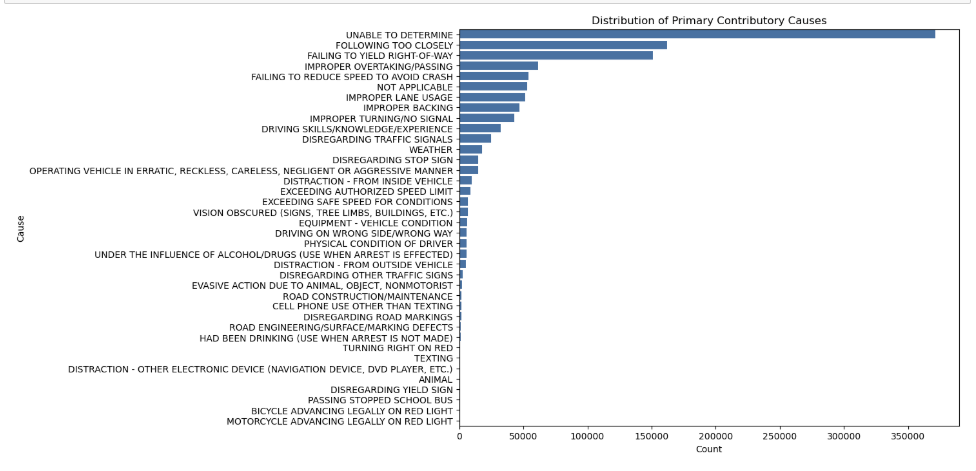 Distribution of Primary Contributory Causes
UNABLE TO DETERMINE
FOLLOWING TOO CLOSELY
FAILING TO YIELD RIGHT-OF-WAY
IMPROPER OVERTAKING/PASSING
FAILING TO REDUCE SPEED TO AVOID CRASH
NOT APPLICABLE
IMPROPER LANE USAGE
IMPROPER BACKING
IMPROPER TURNING/NO SIGNAL
DRIVING SKILLS/KNOWLEDGE/EXPERIENCE
DISREGARDING TRAFFIC SIGNALS
WEATHER
DISREGARDING STOP SIGN
OPERATING VEHICLE IN ERRATIC, RECKLESS, CARELESS, NEGLIGENT OR AGGRESSIVE MANNER
DISTRACTION - FROM INSIDE VEHICLE
EXCEEDING AUTHORIZED SPEED LIMIT
EXCEEDING SAFE SPEED FOR CONDITIONS
VISION OBSCURED (SIGNS, TREE LIMBS, BUILDINGS, ETC.)
EQUIPMENT - VEHICLE CONDITION
DRIVING ON WRONG SIDE/WRONG WAY
PHYSICAL CONDITION OF DRIVER
UNDER THE INFLUENCE OF ALCOHOL/DRUGS (USE WHEN ARREST IS EFFECTED)
DISTRACTION - FROM OUTSIDE VEHICLE
DISREGARDING OTHER TRAFFIC SIGNS
EVASIVE ACTION DUE TO ANIMAL, OBJECT, NONMOTORIST
ROAD CONSTRUCTION/MAINTENANCE
CELL PHONE USE OTHER THAN TEXTING
DISREGARDING ROAD MARKINGS
ROAD ENGINEERING/SURFACE/MARKING DEFECTS
HAD BEEN DRINKING (USE WHEN ARREST IS NOT MADE)
TURNING RIGHT ON RED
TEXTING
DISTRACTION - OTHER ELECTRONIC DEVICE (NAVIGATION DEVICE, DVD PLAYER, ETC.)
ANIMAL
DISREGARDING YIELD SIGN
PASSING STOPPED SCHOOL BUS
BICYCLE ADVANCING LEGALLY ON RED LIGHT
MOTORCYCLE ADVANCING LEGALLY ON RED LIGHT
Cause
0 50000 100000 150000 200000 250000 300000 350000
Count